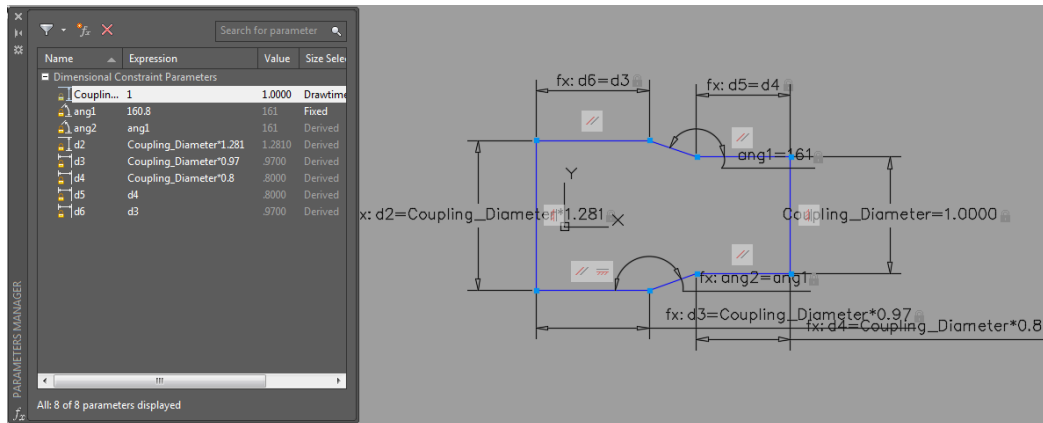 Search for parameter
Name Expression Value Size Sele
Dimensional Constraint Parameters
Couplin... 1 1.0000 Drawtime
ang1 160.8 161 Fixed
ang2 ang1 161 Derived
d2 Coupling_Diameter*1.281 1.2810 Derived
d3 Coupling_Diameter*0.97 .9700 Derived
d4 Coupling_Diameter*0.8 .8000 Derived
d5 d4 .8000 Derived
d6 d3 .9700 Derived
All: 8 of 8 parameters displayed
PARAMETERS MANAGER
fx
fx: d6=d3
fx: d5=d4
ang1=161
Y
X
x: d2=Coupling_Diameter*1.281
Coupling_Diameter=1.0000
fx: ang2=ang1
fx: d3=Coupling_Diameter*0.97
fx: d4=Coupling_Diameter*0.8